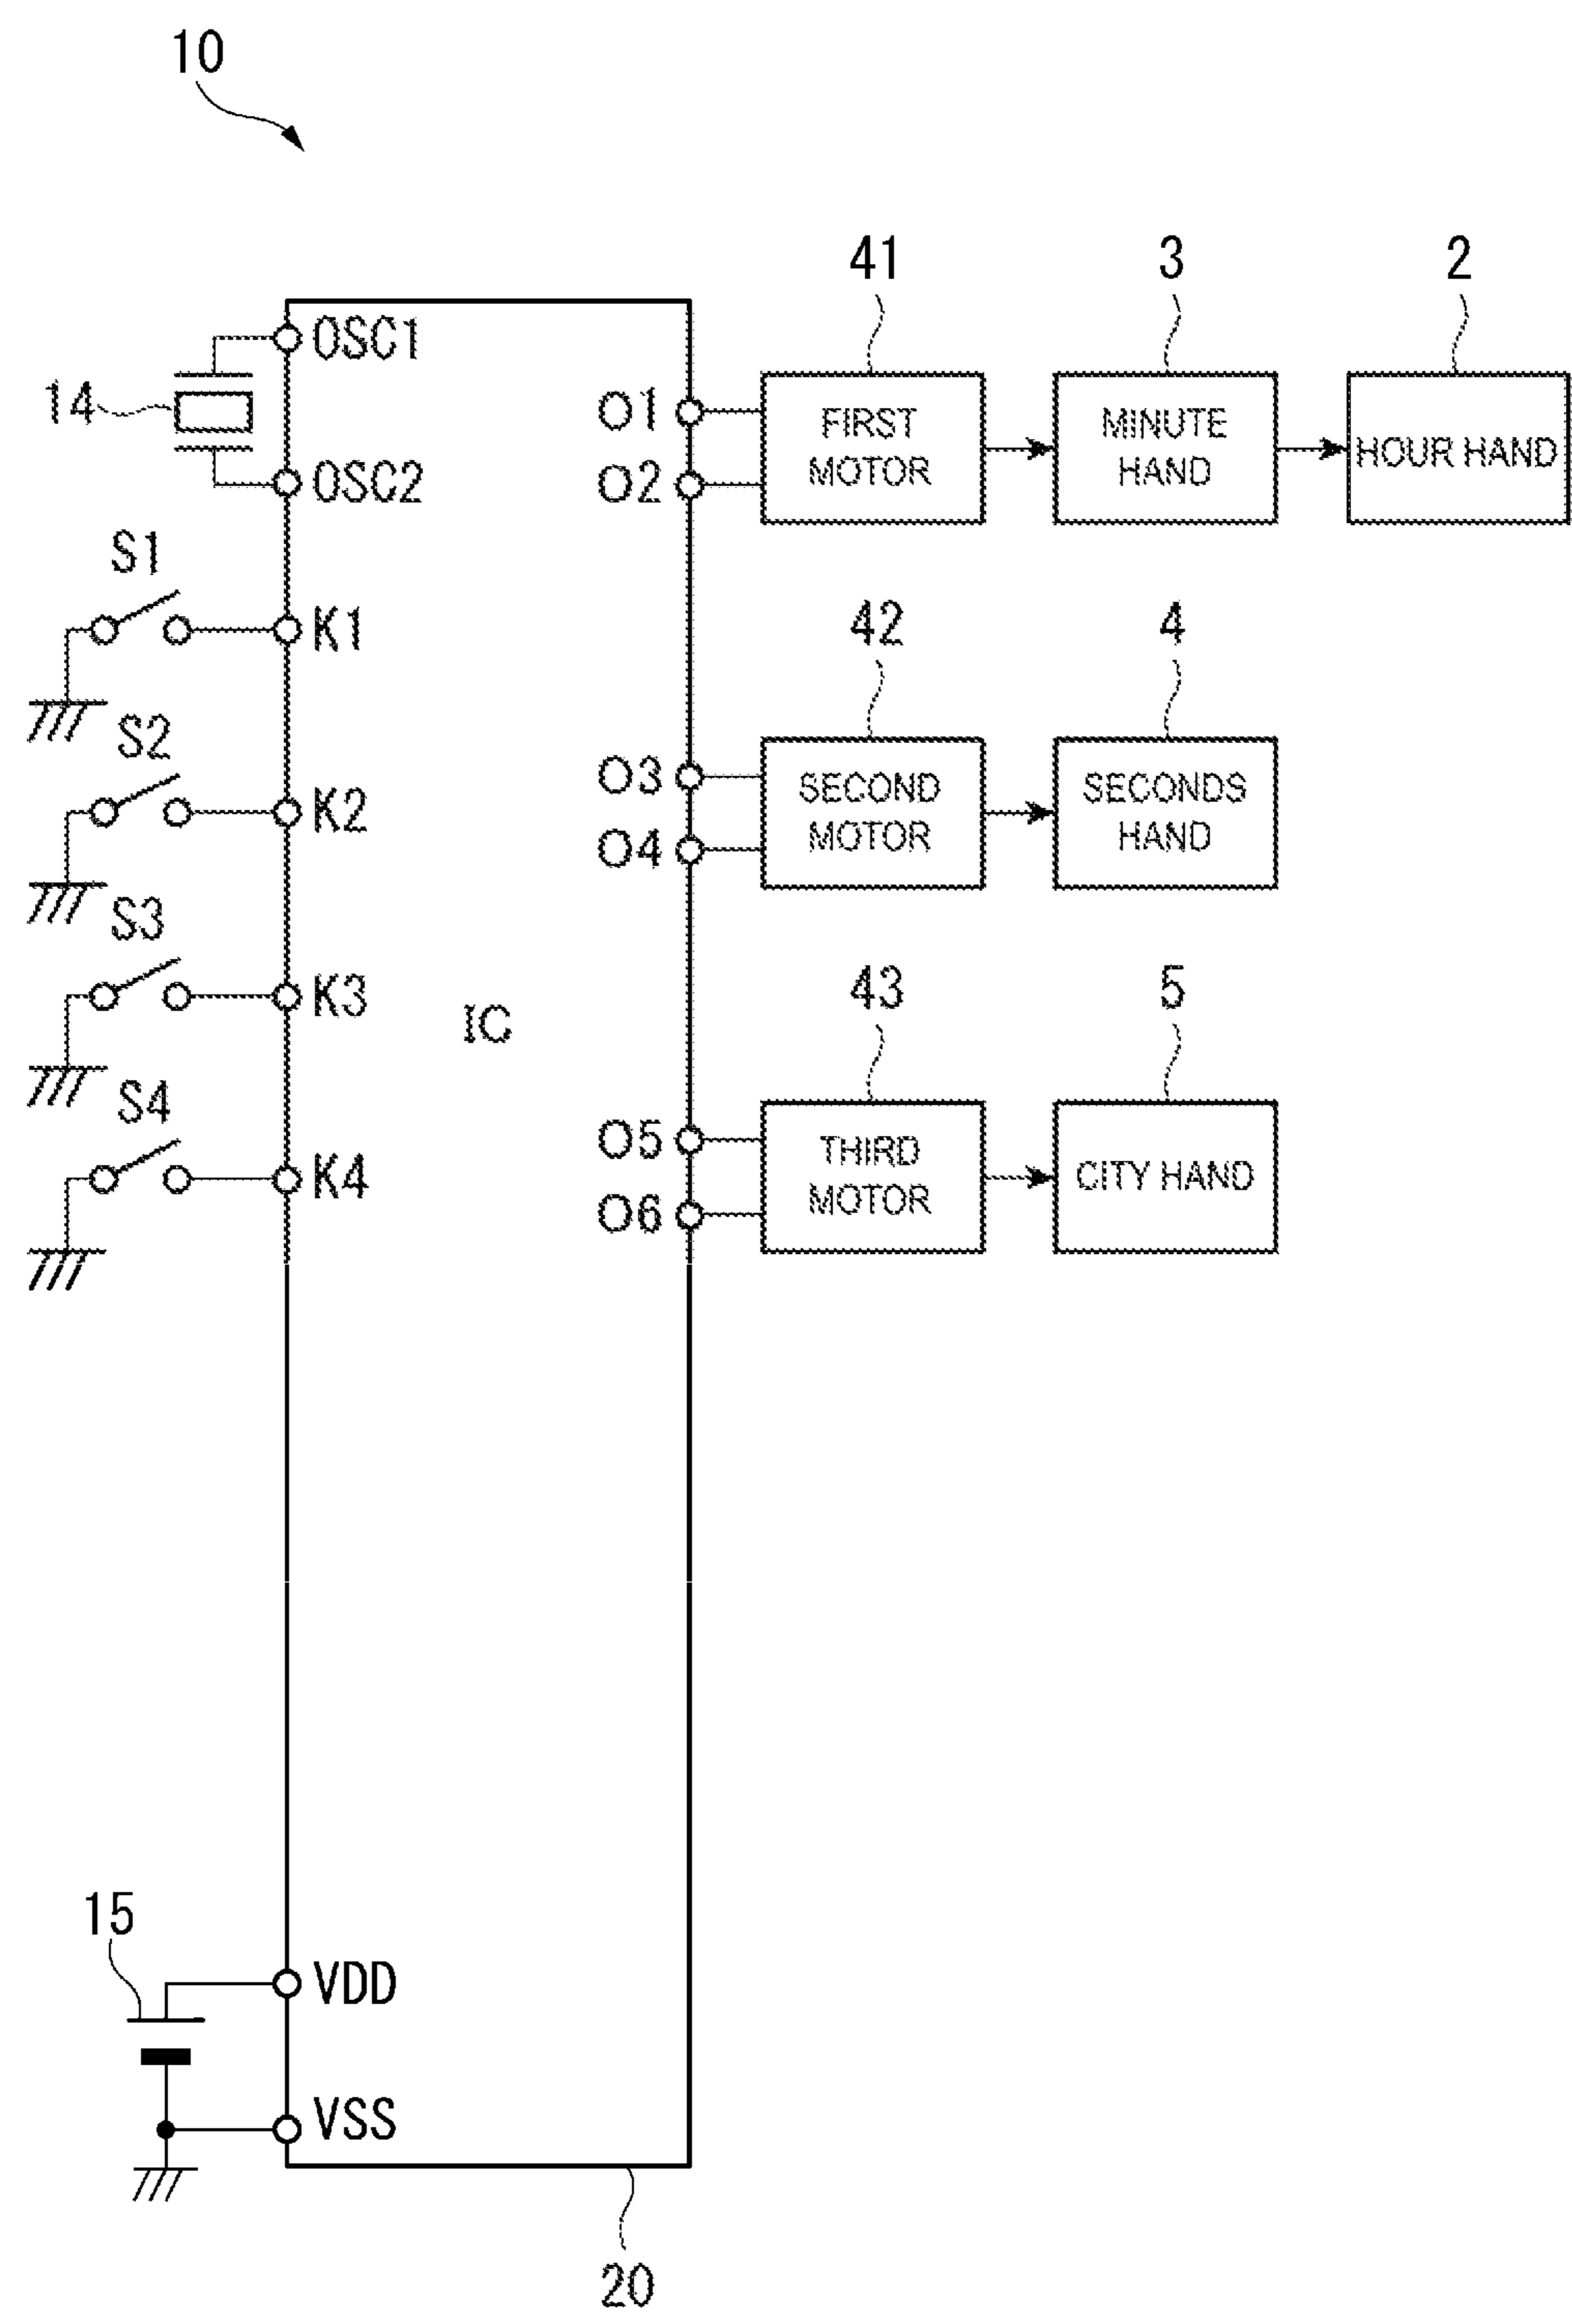 10
41
3
2
OSC1
14
O1
FIRST
MOTOR
MINUTE
HAND
HOUR HAND
OSC2
O2
S1
K1
42
4
S2
K2
O3
SECOND
MOTOR
SECONDS
HAND
O4
S3
K3
IC
43
5
S4
K4
O5
THIRD
MOTOR
CITY HAND
O6
15
VDD
VSS
20